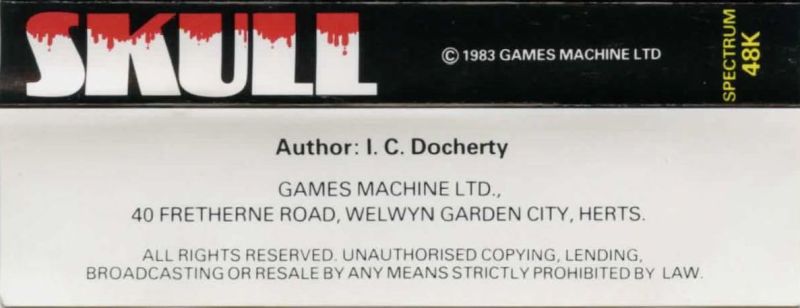 SKULL
© 1983 GAMES MACHINE LTD
SPECTRUM
48K
Author: I. C. Docherty
GAMES MACHINE LTD.,
40 FRETHERNE ROAD, WELWYN GARDEN CITY, HERTS.
ALL RIGHTS RESERVED. UNAUTHORISED COPYING, LENDING,
BROADCASTING OR RESALE BY ANY MEANS STRICTLY PROHIBITED BY LAW.